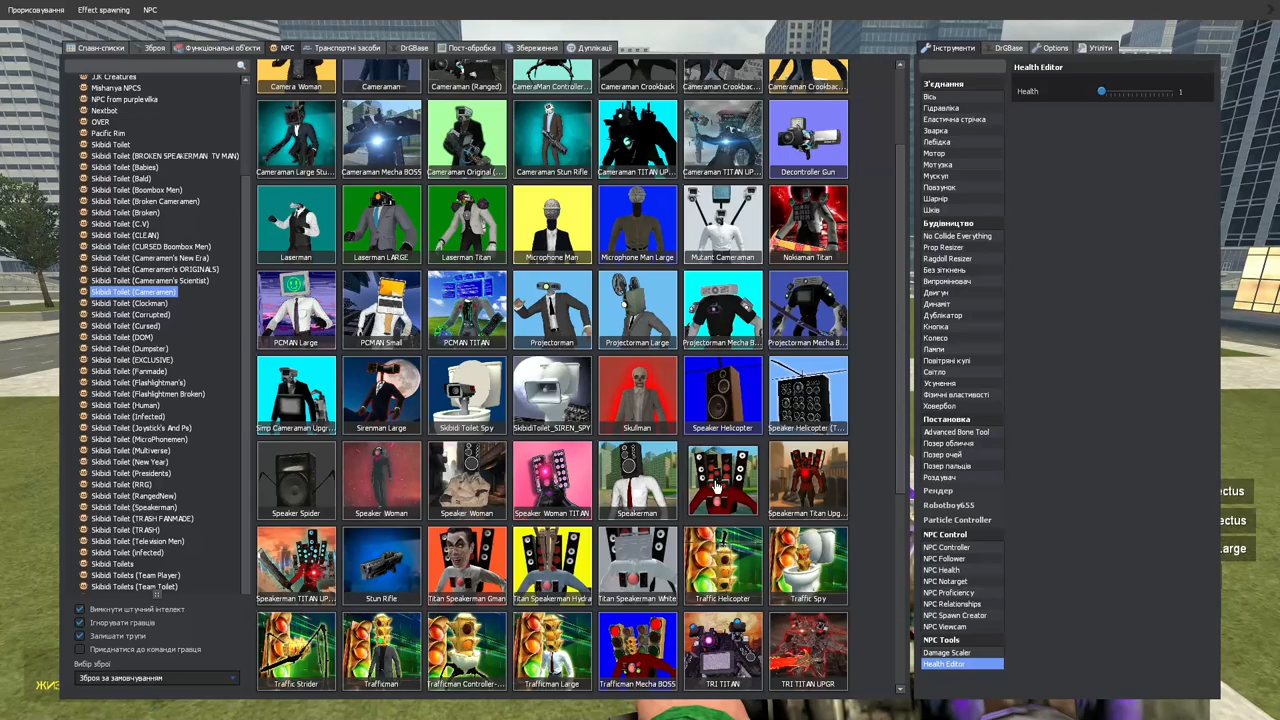 Прорисовування Effect spawning NPC
Спавн-списки Зброя Функціональні об'єкти NPC Транспортні засоби DrGBase Пост-обробка Збереження Дуплікації
Інструменти DrGBase Options Утиліти
JJK Creatures
Mishanya NPCS
NPC from purplevilka
Nextbot
OVER
Pacific Rim
Skibidi Toilet
Skibidi Toilet (BROKEN SPEAKERMAN TV MAN)
Skibidi Toilet (Babies)
Skibidi Toilet (Bald)
Skibidi Toilet (Boombox Men)
Skibidi Toilet (Broken Cameramen)
Skibidi Toilet (Broken)
Skibidi Toilet (C.V)
Skibidi Toilet (CLEAN)
Skibidi Toilet (CURSED Boombox Men)
Skibidi Toilet (Cameramen's New Era)
Skibidi Toilet (Cameramen's ORIGINALS)
Skibidi Toilet (Cameramen's Scientist)
Skibidi Toilet (Cameramen)
Skibidi Toilet (Clockman)
Skibidi Toilet (Corrupted)
Skibidi Toilet (Cursed)
Skibidi Toilet (DOM)
Skibidi Toilet (Dumpster)
Skibidi Toilet (EXCLUSIVE)
Skibidi Toilet (Fanmade)
Skibidi Toilet (Flashlightman's)
Skibidi Toilet (Flashlightmen Broken)
Skibidi Toilet (Human)
Skibidi Toilet (Infected)
Skibidi Toilet (Joystick's And Ps)
Skibidi Toilet (MicroPhonemen)
Skibidi Toilet (Multiverse)
Skibidi Toilet (New Year)
Skibidi Toilet (Presidents)
Skibidi Toilet (RRG)
Skibidi Toilet (RangedNew)
Skibidi Toilet (Speakerman)
Skibidi Toilet (TRASH FANMADE)
Skibidi Toilet (TRASH)
Skibidi Toilet (Television Men)
Skibidi Toilet (infected)
Skibidi Toilets
Skibidi Toilets (Team Player)
Skibidi Toilets (Team Toilet)
Вимкнути штучний інтелект
Ігнорувати гравців
Залишати трупи
Приєднатися до команди гравця
Вибір зброї
Зброя за замовчуванням
Camera Woman Cameraman Cameraman (Ranged) CameraMan Controller... Cameraman Crookback Cameraman Crookbac... Cameraman Crookbac...
Cameraman Large Stu... Cameraman Mecha BOSS Cameraman Original (... Cameraman Stun Rifle Cameraman TITAN UP... Cameraman TITAN UP... Decontroller Gun
Laserman Laserman LARGE Laserman Titan Microphone Man Microphone Man Large Mutant Cameraman Nokiaman Titan
PCMAN Large PCMAN Small PCMAN TITAN Projectorman Projectorman Large Projectorman Mecha B... Projectorman Mecha B...
Simp Cameraman Upgr... Sirenman Large Skibidi Toilet Spy SkibidiToilet_SIREN_SPY Skullman Speaker Helicopter Speaker Helicopter (T...
Speaker Spider Speaker Woman Speaker Woman Speaker Woman TITAN Speakerman Speakerman Titan Upg...
Speakerman TITAN UP... Stun Rifle Titan Speakerman Gman Titan Speakerman Hydra Titan Speakerman White Traffic Helicopter Traffic Spy
Traffic Strider Trafficman Trafficman Controller-... Trafficman Large Trafficman Mecha BOSS TRI TITAN TRI TITAN UPGR
З'єднання
Вісь
Гідравліка
Еластична стрічка
Зварка
Лебідка
Мотор
Мотузка
Мускул
Повзунок
Шарнір
Шків
Будівництво
No Collide Everything
Prop Resizer
Ragdoll Resizer
Без зіткнень
Випромінювач
Двигун
Динаміт
Дублікатор
Кнопка
Колесо
Лампи
Повітряні кулі
Світло
Усунення
Фізичні властивості
Ховербол
Постановка
Advanced Bone Tool
Позер обличчя
Позер очей
Позер пальців
Роздувач
Рендер
Robotboy655
Particle Controller
NPC Control
NPC Controller
NPC Follower
NPC Health
NPC Notarget
NPC Proficiency
NPC Relationships
NPC Spawn Creator
NPC Viewcam
NPC Tools
Damage Scaler
Health Editor
Health Editor
Health 1
ectus
ectus
Large